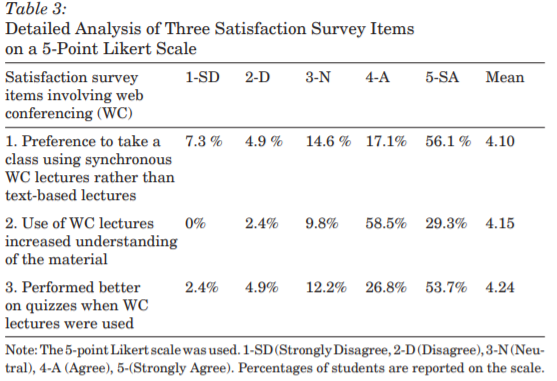 Table 3:
Detailed Analysis of Three Satisfaction Survey Items
on a 5-Point Likert Scale
Satisfaction survey 1-SD 2-D 3-N 4-A 5-SA Mean
items involving web
conferencing (WC)
1. Preference to take a 7.3 % 4.9 % 14.6 % 17.1% 56.1 % 4.10
class using synchronous
WC lectures rather than
text-based lectures
2. Use of WC lectures 0% 2.4% 9.8% 58.5% 29.3% 4.15
increased understanding
of the material
3. Performed better 2.4% 4.9% 12.2% 26.8% 53.7% 4.24
on quizzes when WC
lectures were used
Note: The 5-point Likert scale was used. 1-SD (Strongly Disagree, 2-D (Disagree), 3-N (Neu-
tral), 4-A (Agree), 5-(Strongly Agree). Percentages of students are reported on the scale.